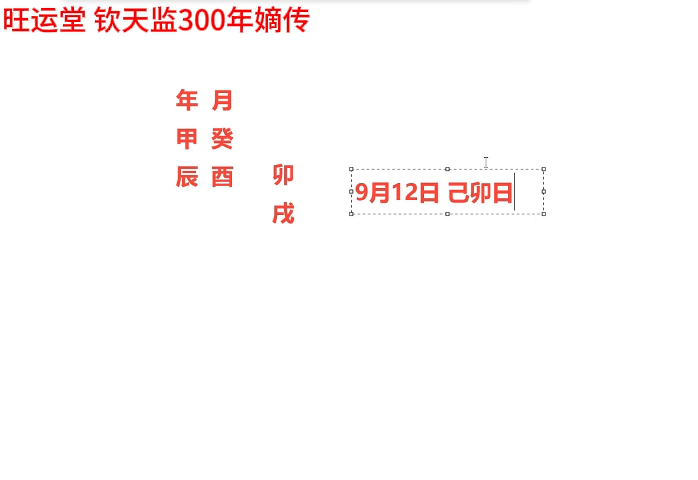 旺运堂 钦天监300年嫡传
年 月
甲 癸
辰 酉 卯
戌
9月12日 己卯日